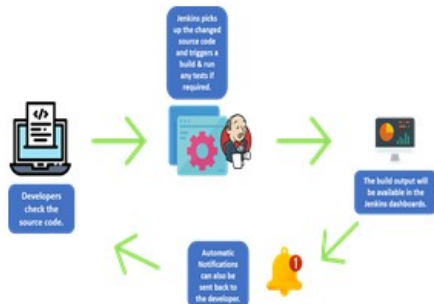 Jenkins picks
up the changed
source code
and triggers a
build & run
any tests if
required.
</>
Developers
check the
source code.
The build output will
be available in the
Jenkins dashboards.
1
Automatic
Notifications
can also be
sent back to
the developer.